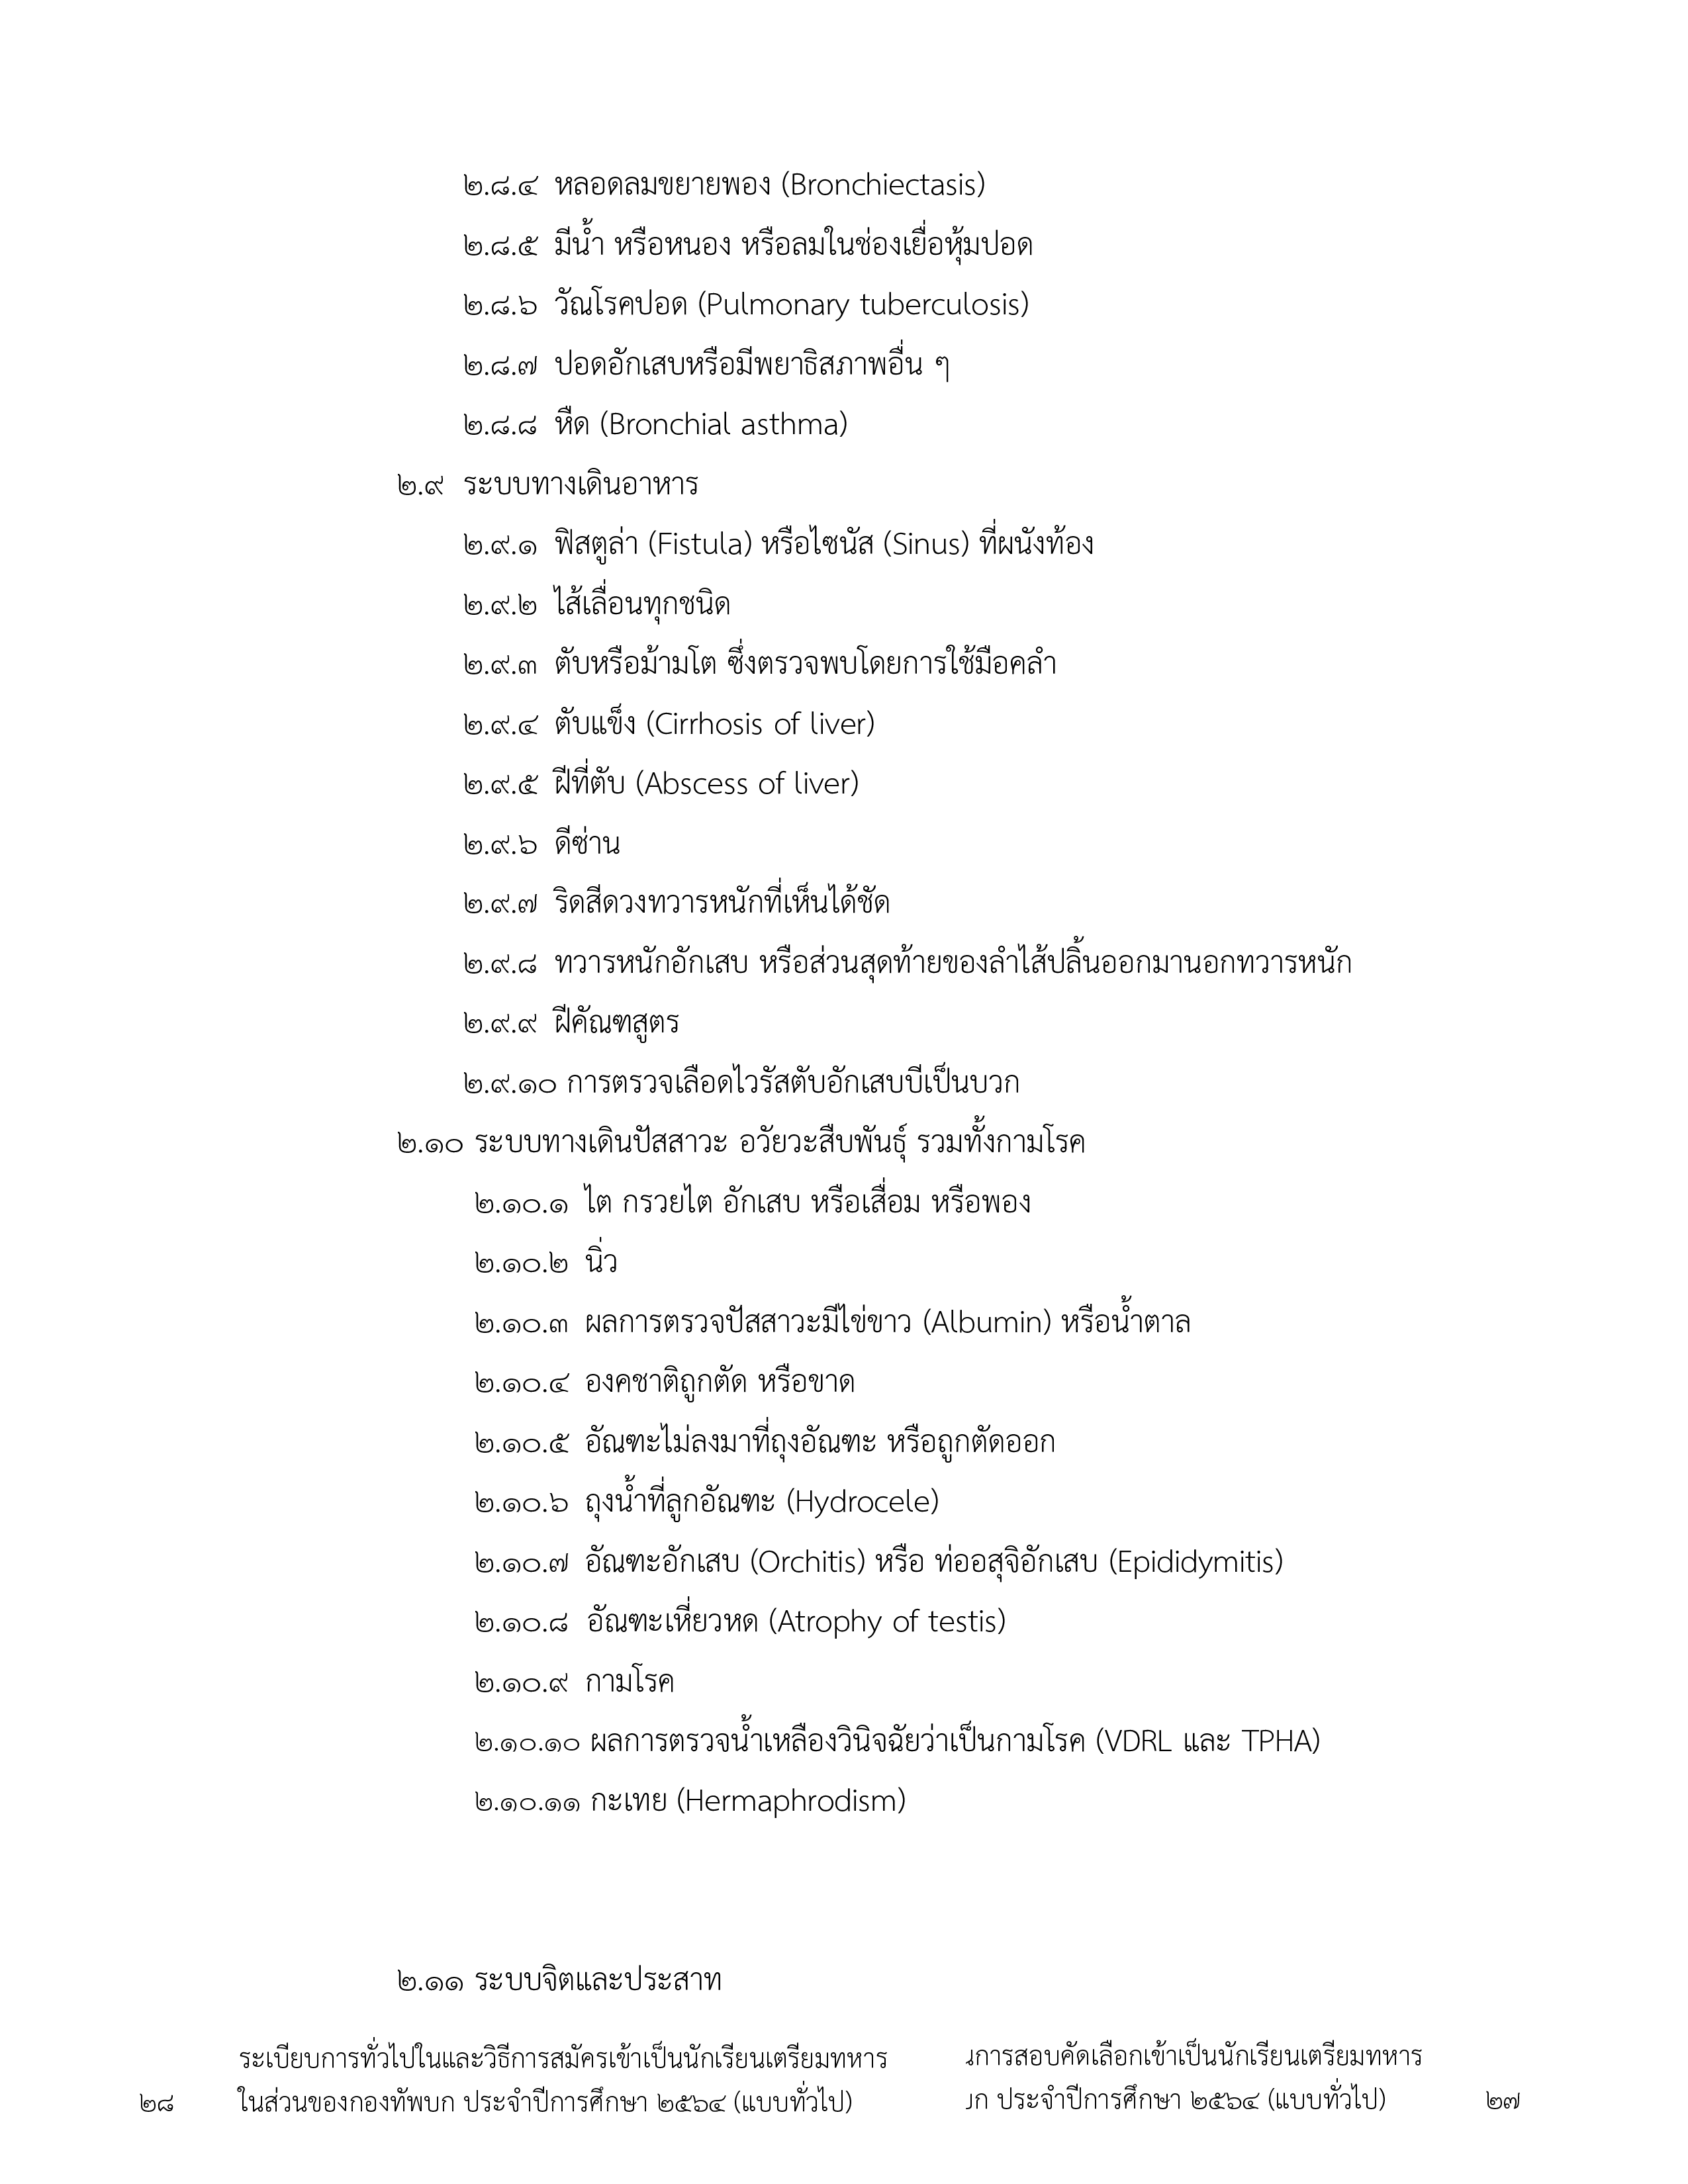 ๒.๘.๔ หลอดลมขยายพอง (Bronchiectasis)
๒.๘.๕ มีน้ำ หรือหนอง หรือลมในช่องเยื่อหุ้มปอด
๒.๘.๖ วัณโรคปอด (Pulmonary tuberculosis)
๒.๘.๗ ปอดอักเสบหรือมีพยาธิสภาพอื่น ๆ
๒.๘.๘ หืด (Bronchial asthma)
๒.๙ ระบบทางเดินอาหาร
๒.๙.๑ ฟิสตูล่า (Fistula) หรือไซนัส (Sinus) ที่ผนังท้อง
๒.๙.๒ ไส้เลื่อนทุกชนิด
๒.๙.๓ ตับหรือม้ามโต ซึ่งตรวจพบโดยการใช้มือคลำ
๒.๙.๔ ตับแข็ง (Cirrhosis of liver)
๒.๙.๕ ฝีที่ตับ (Abscess of liver)
๒.๙.๖ ดีซ่าน
๒.๙.๗ ริดสีดวงทวารหนักที่เห็นได้ชัด
๒.๙.๘ ทวารหนักอักเสบ หรือส่วนสุดท้ายของลำไส้ปลิ้นออกมานอกทวารหนัก
๒.๙.๙ ฝีคัณฑสูตร
๒.๙.๑๐ การตรวจเลือดไวรัสตับอักเสบบีเป็นบวก
๒.๑๐ ระบบทางเดินปัสสาวะ อวัยวะสืบพันธุ์ รวมทั้งกามโรค
๒.๑๐.๑ ไต กรวยไต อักเสบ หรือเสื่อม หรือพอง
๒.๑๐.๒ นิ่ว
๒.๑๐.๓ ผลการตรวจปัสสาวะมีไข่ขาว (Albumin) หรือน้ำตาล
๒.๑๐.๔ องคชาติถูกตัด หรือขาด
๒.๑๐.๕ อัณฑะไม่ลงมาที่ถุงอัณฑะ หรือถูกตัดออก
๒.๑๐.๖ ถุงน้ำที่ลูกอัณฑะ (Hydrocele)
๒.๑๐.๗ อัณฑะอักเสบ (Orchitis) หรือ ท่ออสุจิอักเสบ (Epididymitis)
๒.๑๐.๘ อัณฑะเหี่ยวหด (Atrophy of testis)
๒.๑๐.๙ กามโรค
๒.๑๐.๑๐ ผลการตรวจน้ำเหลืองวินิจฉัยว่าเป็นกามโรค (VDRL และ TPHA)
๒.๑๐.๑๑ กะเทย (Hermaphrodism)
๒.๑๑ ระบบจิตและประสาท
ระเบียบการทั่วไปในและวิธีการสมัครเข้าเป็นนักเรียนเตรียมทหาร
๒๘ ในส่วนของกองทัพบก ประจำปีการศึกษา ๒๕๖๔ (แบบทั่วไป)
การสอบคัดเลือกเข้าเป็นนักเรียนเตรียมทหาร
ก ประจำปีการศึกษา ๒๕๖๔ (แบบทั่วไป) ๒๗